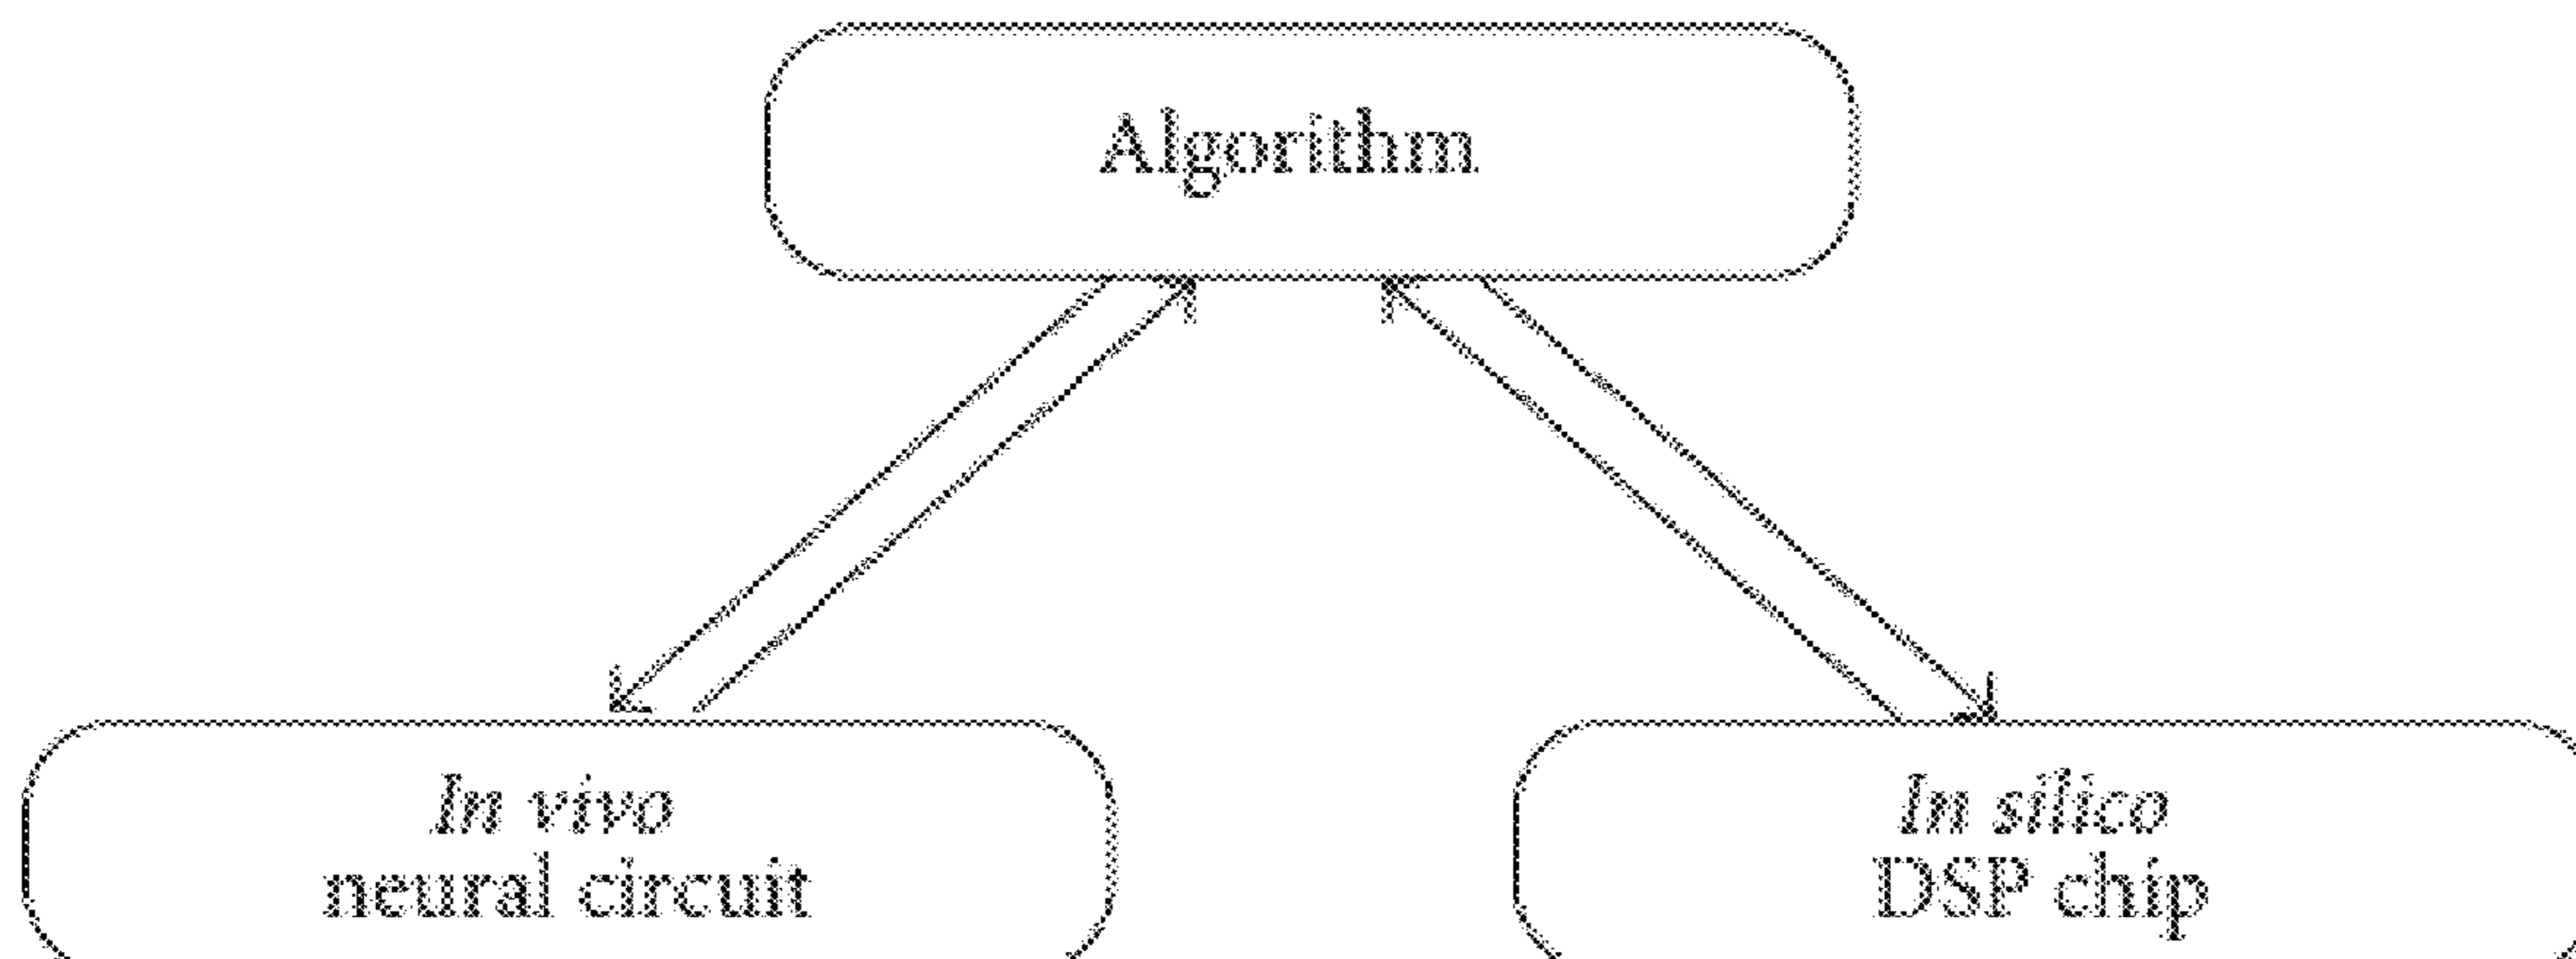 Algorithm
In vivo
neural circuit
In silico
DSP chip